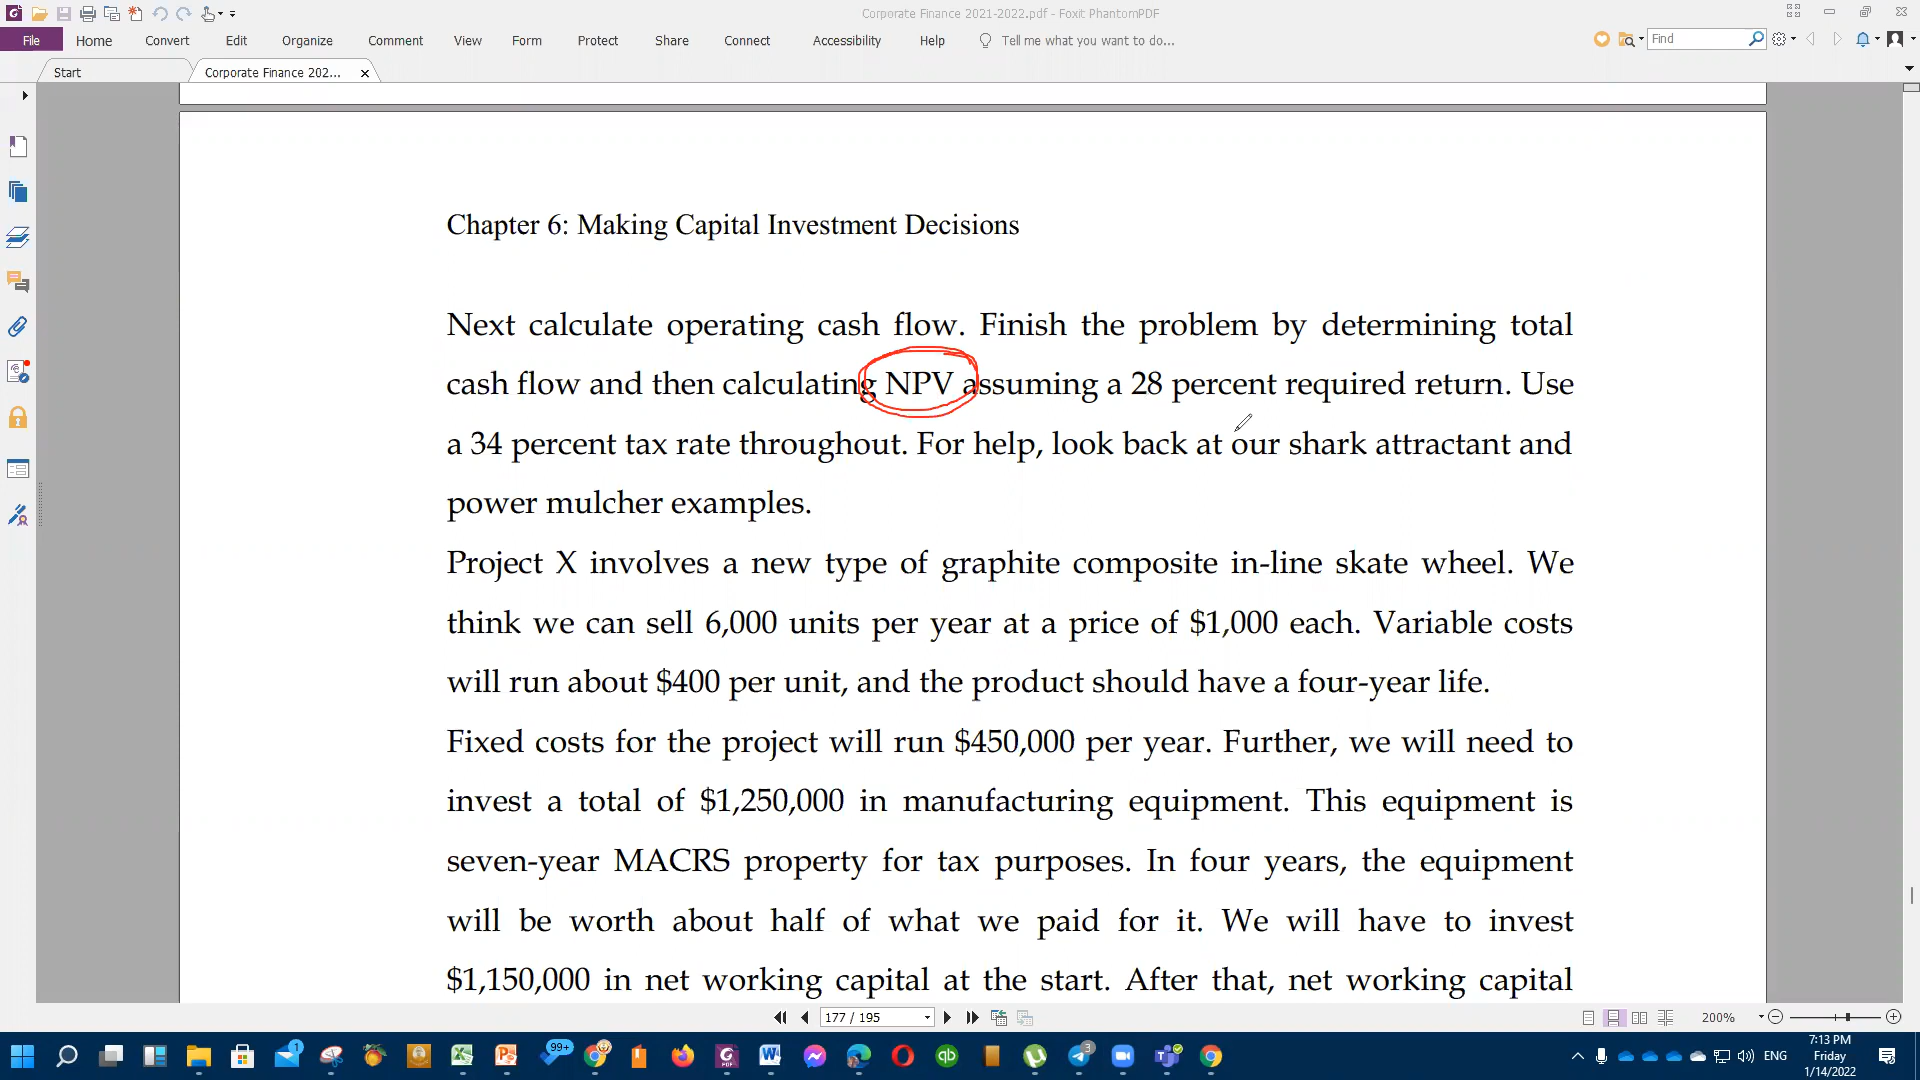 Corporate Finance 2021-2022.pdf - Foxit PhantomPDF
File Home Convert Edit Organize Comment View Form Protect Share Connect Accessibility Help Tell me what you want to do... Find
Start Corporate Finance 202...
Chapter 6: Making Capital Investment Decisions
Next calculate operating cash flow. Finish the problem by determining total
cash flow and then calculating NPV assuming a 28 percent required return. Use
a 34 percent tax rate throughout. For help, look back at our shark attractant and
power mulcher examples.
Project X involves a new type of graphite composite in-line skate wheel. We
think we can sell 6,000 units per year at a price of $1,000 each. Variable costs
will run about $400 per unit, and the product should have a four-year life.
Fixed costs for the project will run $450,000 per year. Further, we will need to
invest a total of $1,250,000 in manufacturing equipment. This equipment is
seven-year MACRS property for tax purposes. In four years, the equipment
will be worth about half of what we paid for it. We will have to invest
$1,150,000 in net working capital at the start. After that, net working capital
177 / 195
200%
1
99+
3
ENG
7:13 PM
Friday
1/14/2022